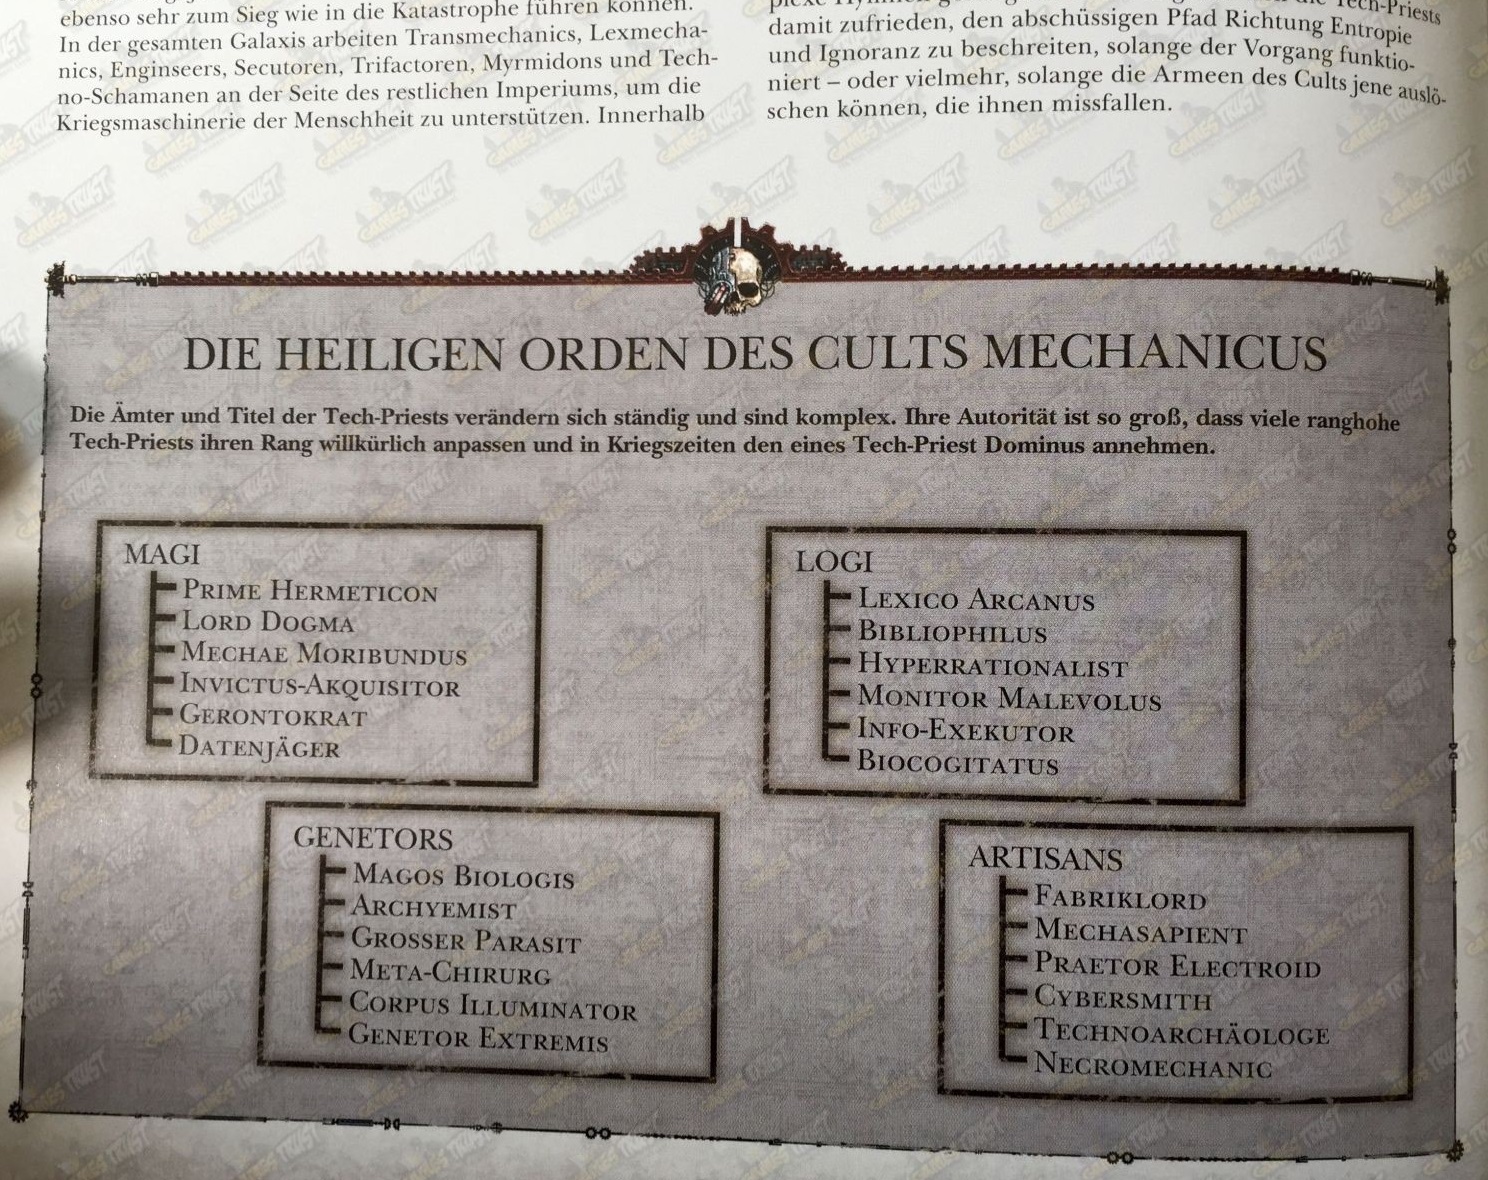 ebenso sehr zum Sieg wie in die Katastrophe führen können.
In der gesamten Galaxis arbeiten Transmechanics, Lexmecha-
nics, Enginseers, Secutoren, Trifactoren, Myrmidons und Tech-
no-Schamanen an der Seite des restlichen Imperiums, um die
Kriegsmaschinerie der Menschheit zu unterstützen. Innerhalb
Tech-Priests
damit zufrieden, den abschüssigen Pfad Richtung Entropie
und Ignoranz zu beschreiten, solange der Vorgang funktio-
niert – oder vielmehr, solange die Armeen des Cults jene auslö-
schen können, die ihnen missfallen.
DIE HEILIGEN ORDEN DES CULTS MECHANICUS
Die Ämter und Titel der Tech-Priests verändern sich ständig und sind komplex. Ihre Autorität ist so groß, dass viele ranghohe
Tech-Priests ihren Rang willkürlich anpassen und in Kriegszeiten den eines Tech-Priest Dominus annehmen.
MAGI
PRIME HERMETICON
LORD DOGMA
MECHAE MORIBUNDUS
INVICTUS-AKQUISITOR
GERONTOKRAT
DATENJÄGER
LOGI
LEXICO ARCANUS
BIBLIOPHILUS
HYPERRATIONALIST
MONITOR MALEVOLUS
INFO-EXEKUTOR
BIOCOGITATUS
GENETORS
MAGOS BIOLOGIS
ARCHYEMIST
GROSSER PARASIT
META-CHIRURG
CORPUS ILLUMINATOR
GENETOR EXTREMIS
ARTISANS
FABRIKLORD
MECHASAPIENT
PRAETOR ELECTROID
CYBERSMITH
TECHNOARCHÄOLOGE
NECROMECHANIC
GAMES TRUST